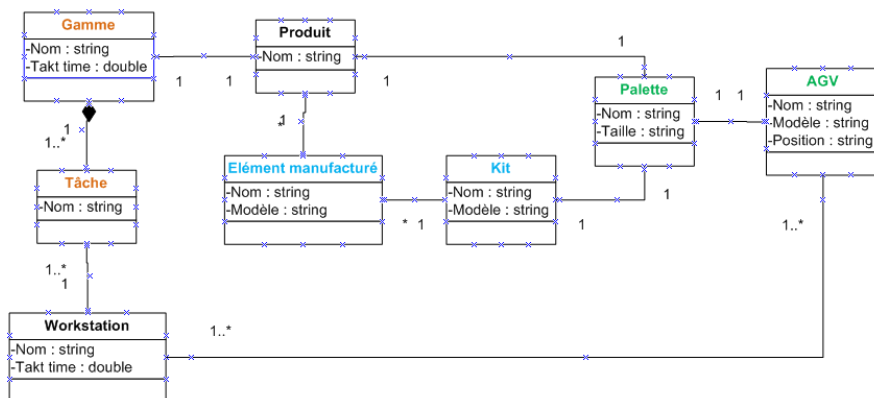 Gamme
-Nom : string
-Takt time : double
1
1
Produit
-Nom : string
1
1
Palette
-Nom : string
-Taille : string
1
1
AGV
-Nom : string
-Modèle : string
-Position : string
1
1..*
*
1
Tâche
-Nom : string
Elément manufacturé
-Nom : string
-Modèle : string
*
1
Kit
-Nom : string
-Modèle : string
1
1
1..*
1..*
1
Workstation
-Nom : string
-Takt time : double
1..*